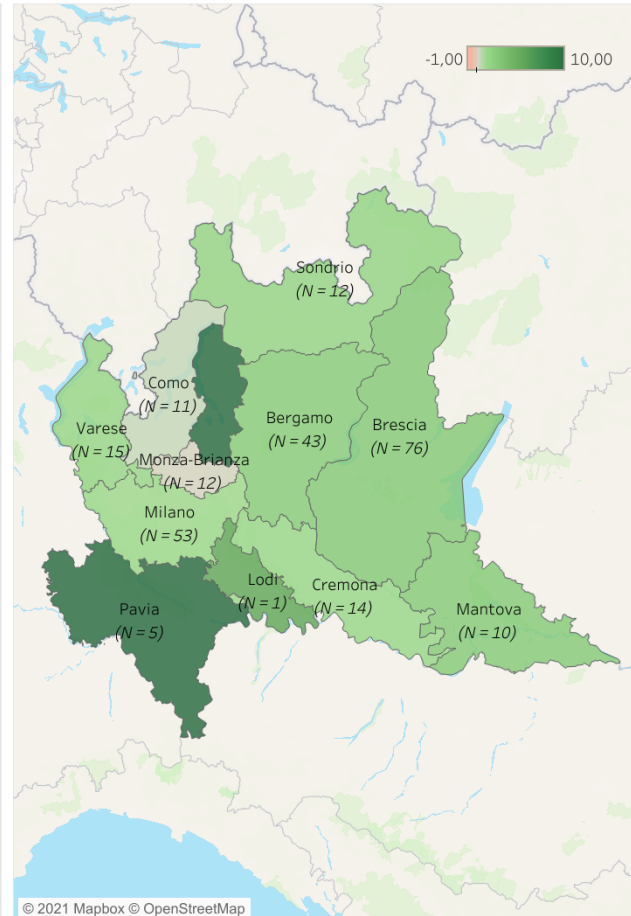 -1,00 10,00
Sondrio
(N = 12)
Como
(N = 11)
Varese
(N = 15)
Bergamo
(N = 43)
Brescia
(N = 76)
Monza-Brianza
(N = 12)
Milano
(N = 53)
Lodi
(N = 1)
Cremona
(N = 14)
Pavia
(N = 5)
Mantova
(N = 10)
© 2021 Mapbox © OpenStreetMap